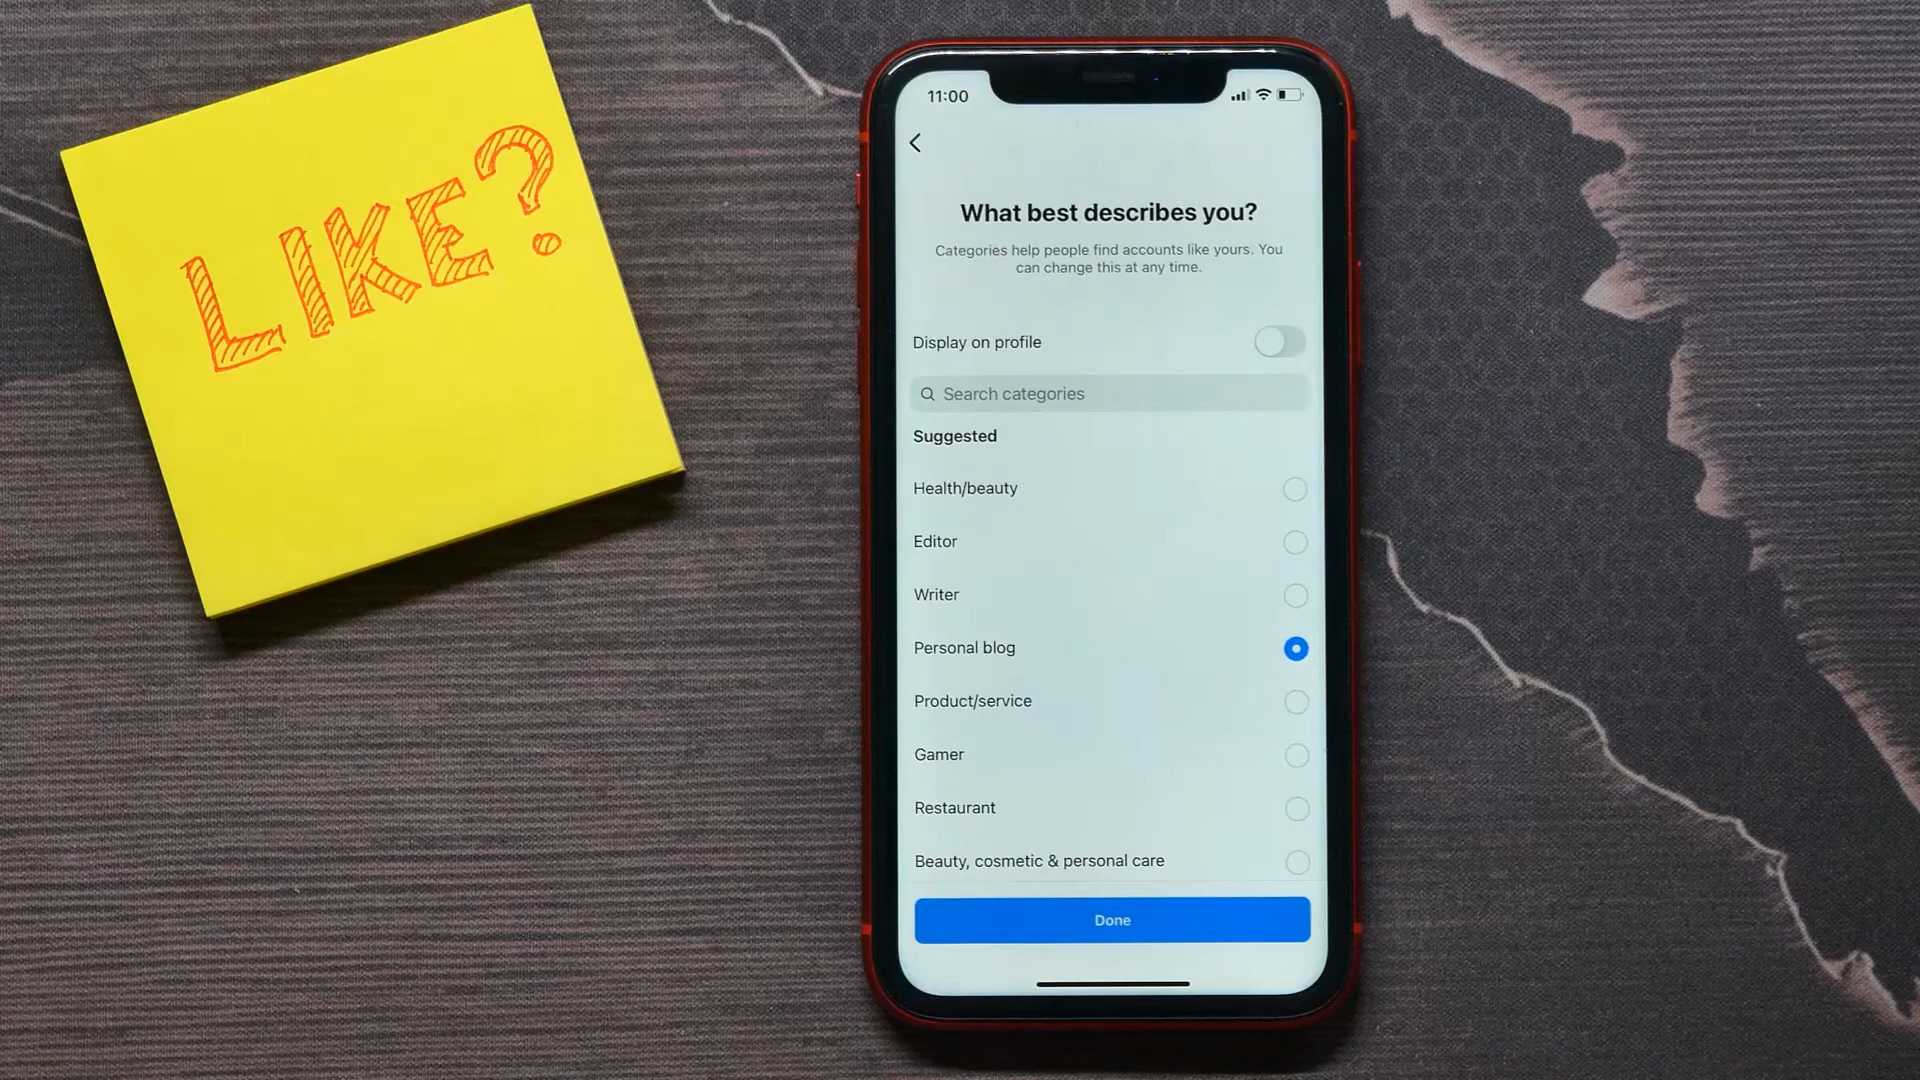 LIKE?
11:00
What best describes you?
Categories help people find accounts like yours. You
can change this at any time.
Display on profile
Search categories
Suggested
Health/beauty
Editor
Writer
Personal blog
Product/service
Gamer
Restaurant
Beauty, cosmetic & personal care
Done